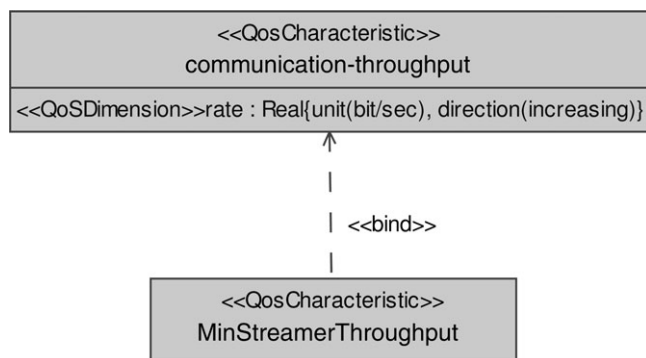 <<QosCharacteristic>>
communication-throughput
<<QoSDimension>>rate : Real{unit(bit/sec), direction(increasing)}
<<bind>>
<<QosCharacteristic>>
MinStreamerThroughput